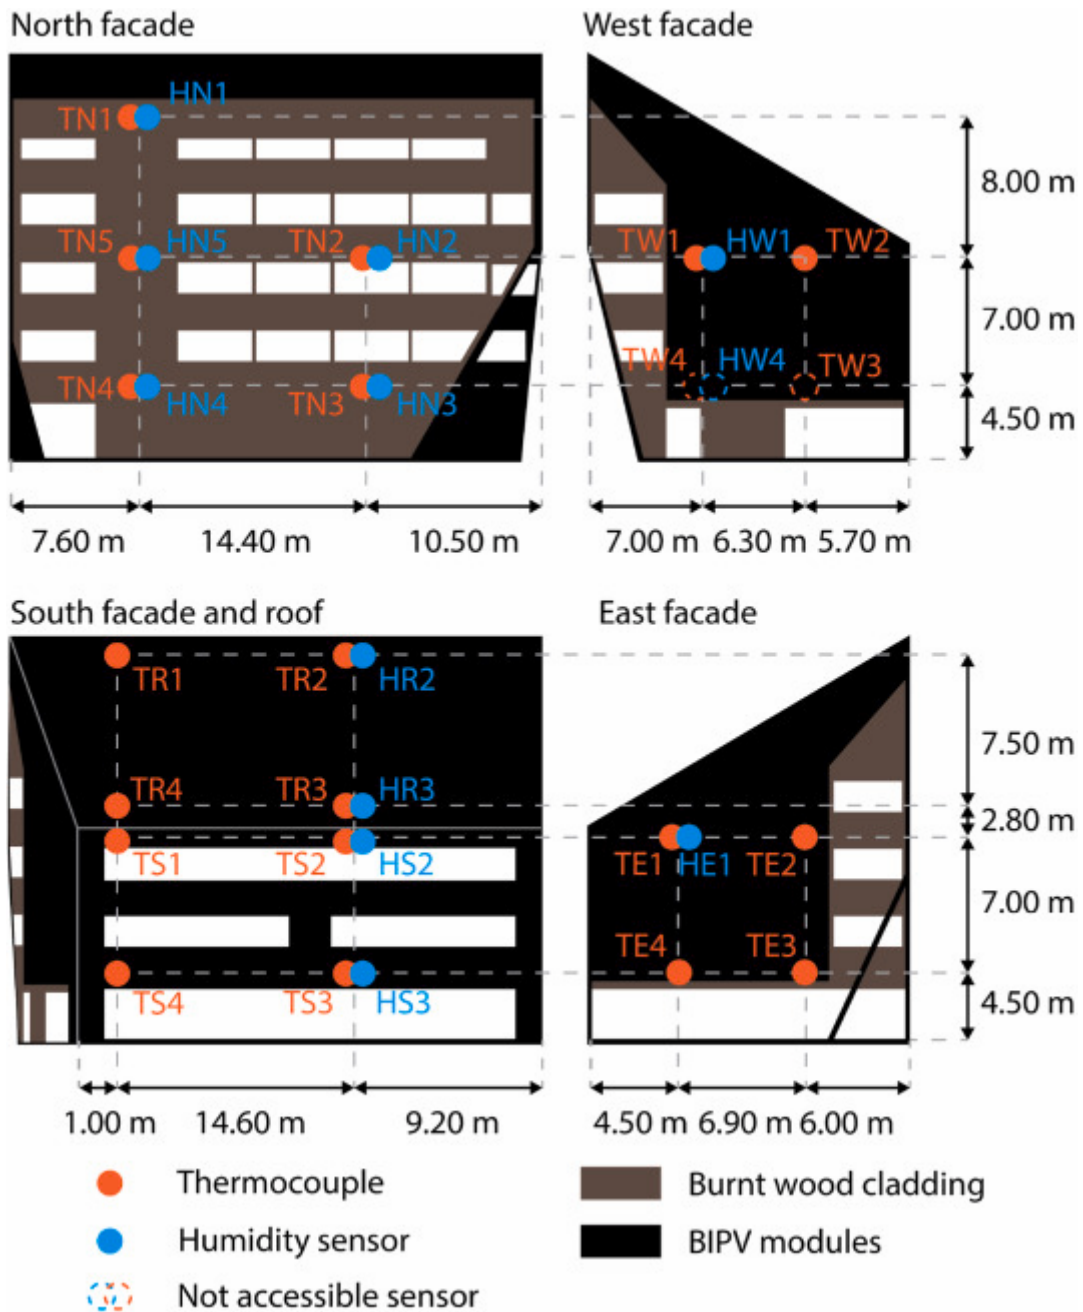 North facade
West facade
HN1
TN1
8.00 m
TN5 HN5 TN2 HN2
TW1 HW1 TW2
7.00 m
TW4 HW4 TW3
TN4 HN4 TN3 HN3
4.50 m
7.60 m 14.40 m 10.50 m
7.00 m 6.30 m 5.70 m
South facade and roof
East facade
TR1 TR2 HR2
7.50 m
TR4 TR3 HR3
2.80 m
TS1 TS2 HS2
TE1 HE1 TE2
7.00 m
TE4 TE3
TS4 TS3 HS3
4.50 m
1.00 m 14.60 m 9.20 m
4.50 m 6.90 m 6.00 m
Thermocouple
Burnt wood cladding
Humidity sensor
BIPV modules
Not accessible sensor